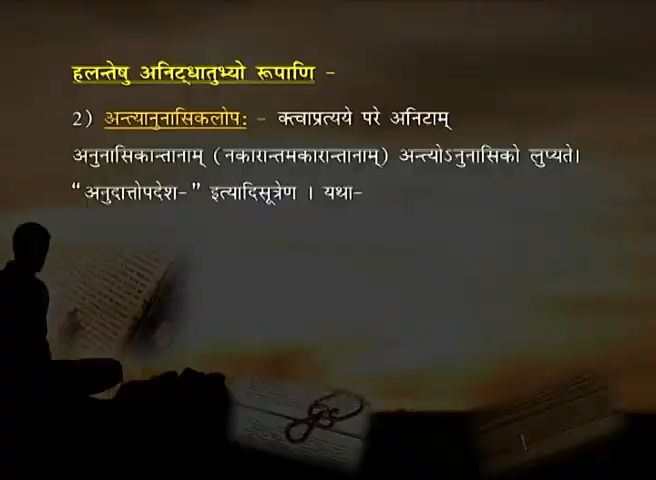 हलन्तेषु अनिट्धातुभ्यो रूपाणि -
2) अन्त्यानुनासिकलोप: - क्त्वाप्रत्यये परे अनिटाम्
अनुनासिकान्तानाम् (नकारान्तमकारान्तानाम्) अन्त्योऽनुनासिको लुप्यते।
“अनुदात्तोपदेश-” इत्यादिसूत्रेण । यथा-